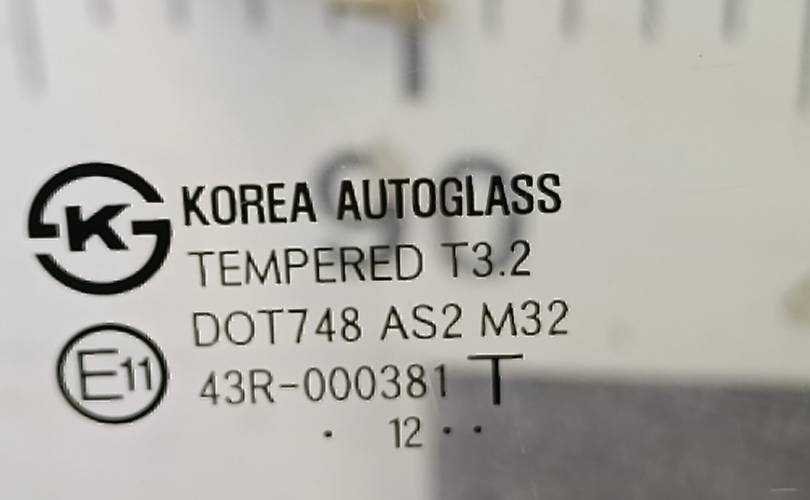 K
KOREA AUTOGLASS
TEMPERED T3.2
DOT748 AS2 M32
E11
43R-000381 T
. 12 . .